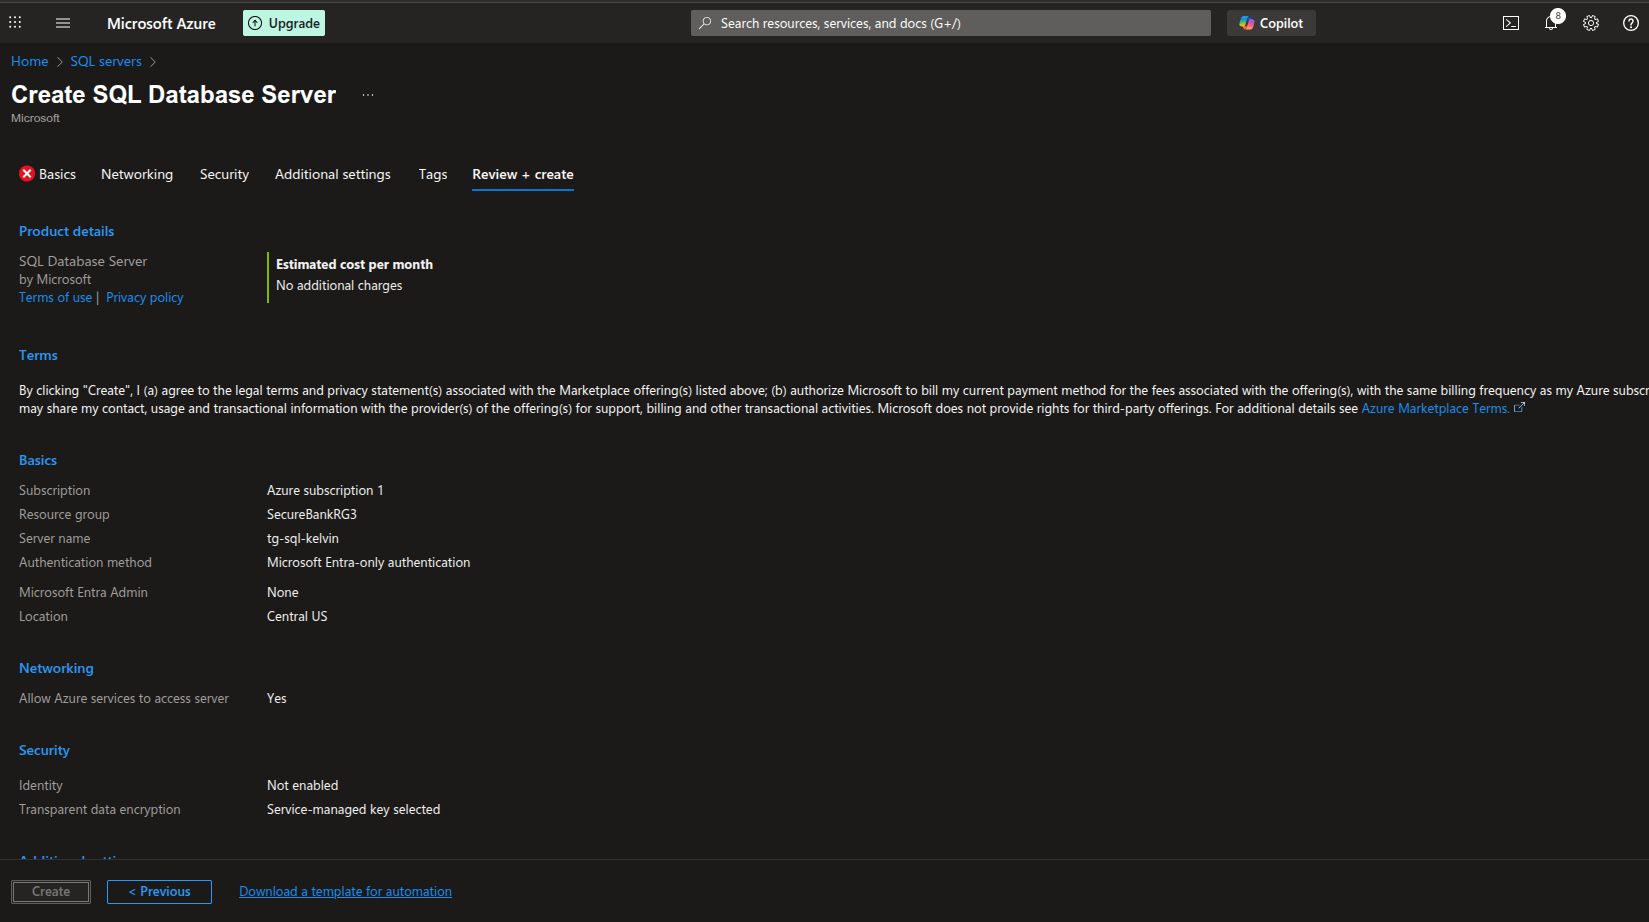 Microsoft Azure
Upgrade
Search resources, services, and docs (G+/)
Copilot
8
Home > SQL servers >
Create SQL Database Server ...
Microsoft
Basics
Networking
Security
Additional settings
Tags
Review + create
Product details
SQL Database Server
by Microsoft
Terms of use | Privacy policy
Estimated cost per month
No additional charges
Terms
By clicking "Create", I (a) agree to the legal terms and privacy statement(s) associated with the Marketplace offering(s) listed above; (b) authorize Microsoft to bill my current payment method for the fees associated with the offering(s), with the same billing frequency as my Azure
may share my contact, usage and transactional information with the provider(s) of the offering(s) for support, billing and other transactional activities. Microsoft does not provide rights for third-party offerings. For additional details see Azure Marketplace Terms.
Basics
Subscription Azure subscription 1
Resource group SecureBankRG3
Server name tg-sql-kelvin
Authentication method Microsoft Entra-only authentication
Microsoft Entra Admin None
Location Central US
Networking
Allow Azure services to access server Yes
Security
Identity Not enabled
Transparent data encryption Service-managed key selected
Create
< Previous
Download a template for automation